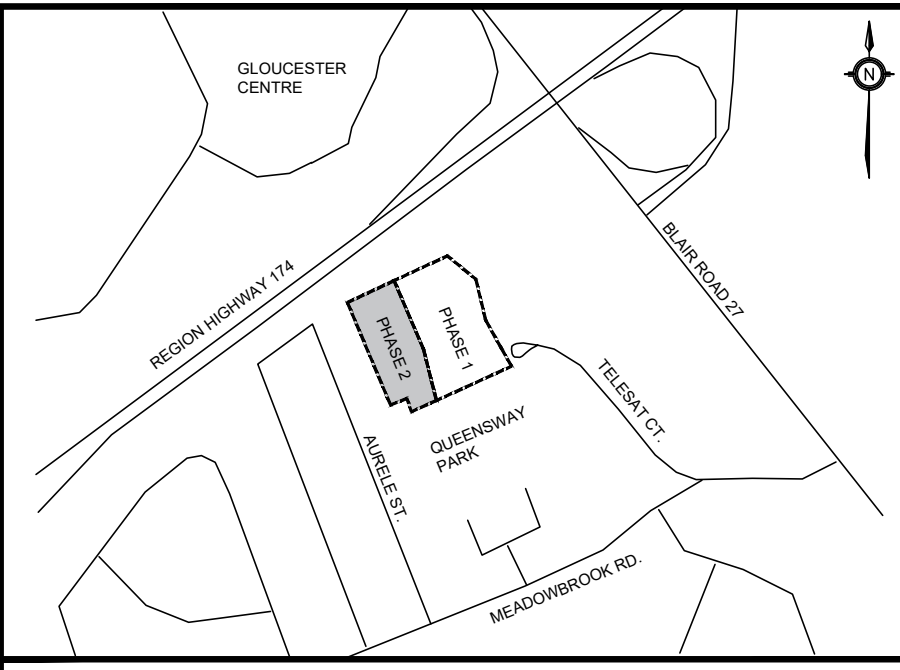 GLOUCESTER
CENTRE
N
BLAIR ROAD 27
REGION HIGHWAY 174
PHASE 2
PHASE 1
TELESAT CT.
QUEENSWAY
PARK
AURELE ST.
MEADOWBROOK RD.